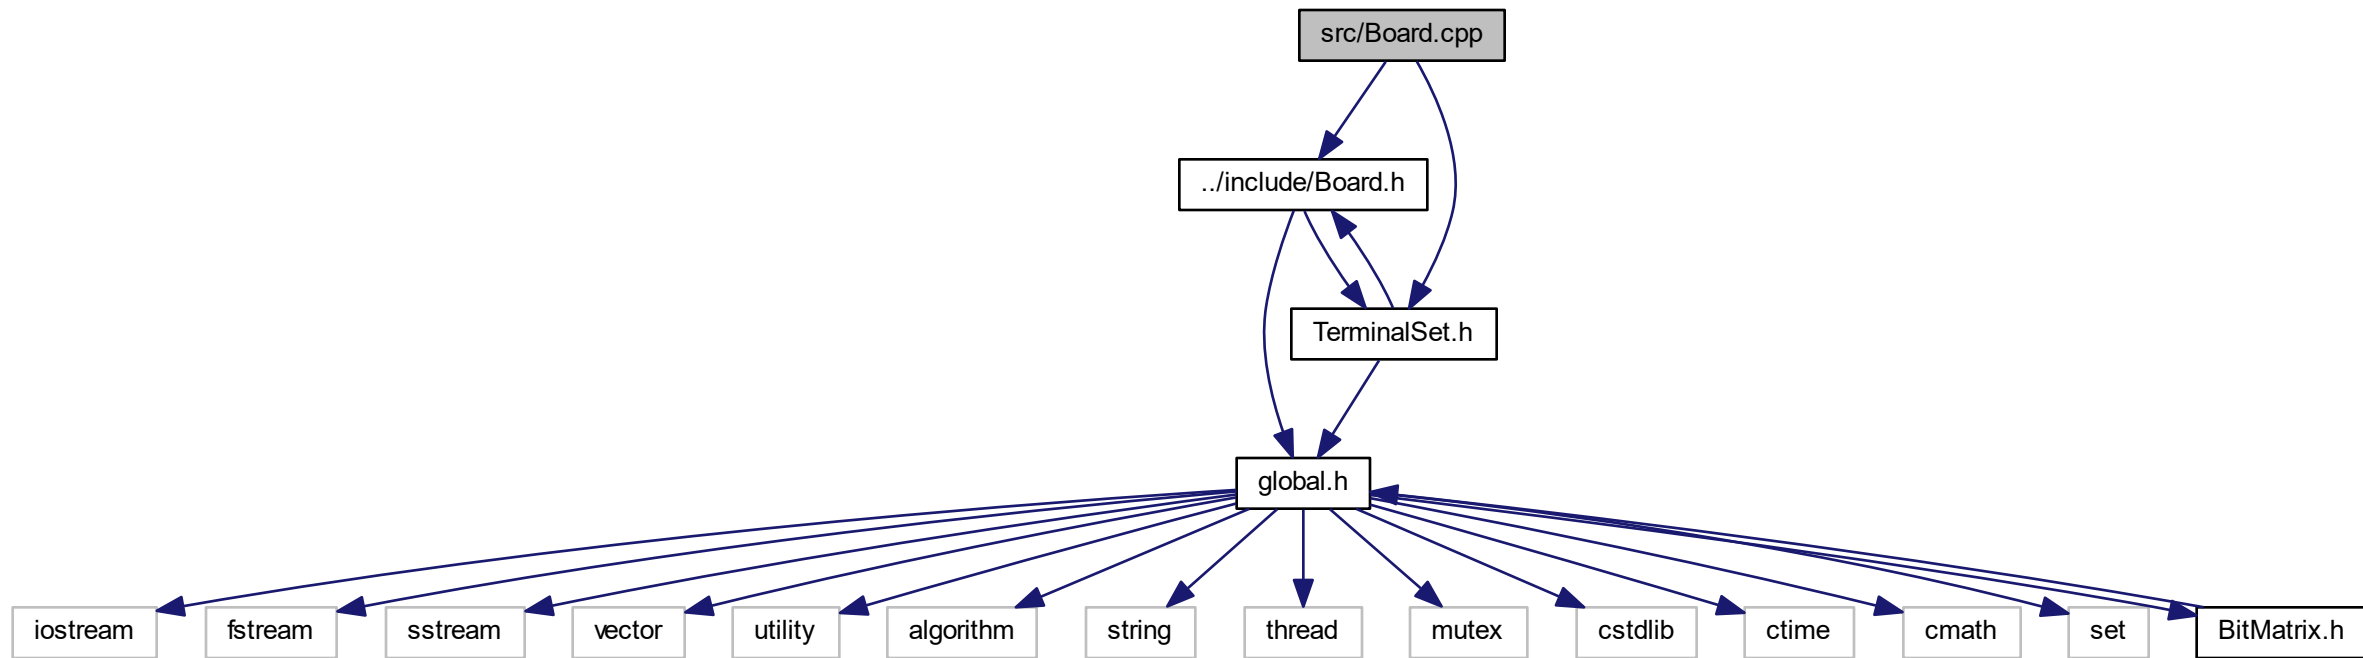 src/Board.cpp
../include/Board.h
TerminalSet.h
global.h
iostream
fstream
sstream
vector
utility
algorithm
string
thread
mutex
cstdlib
ctime
cmath
set
BitMatrix.h